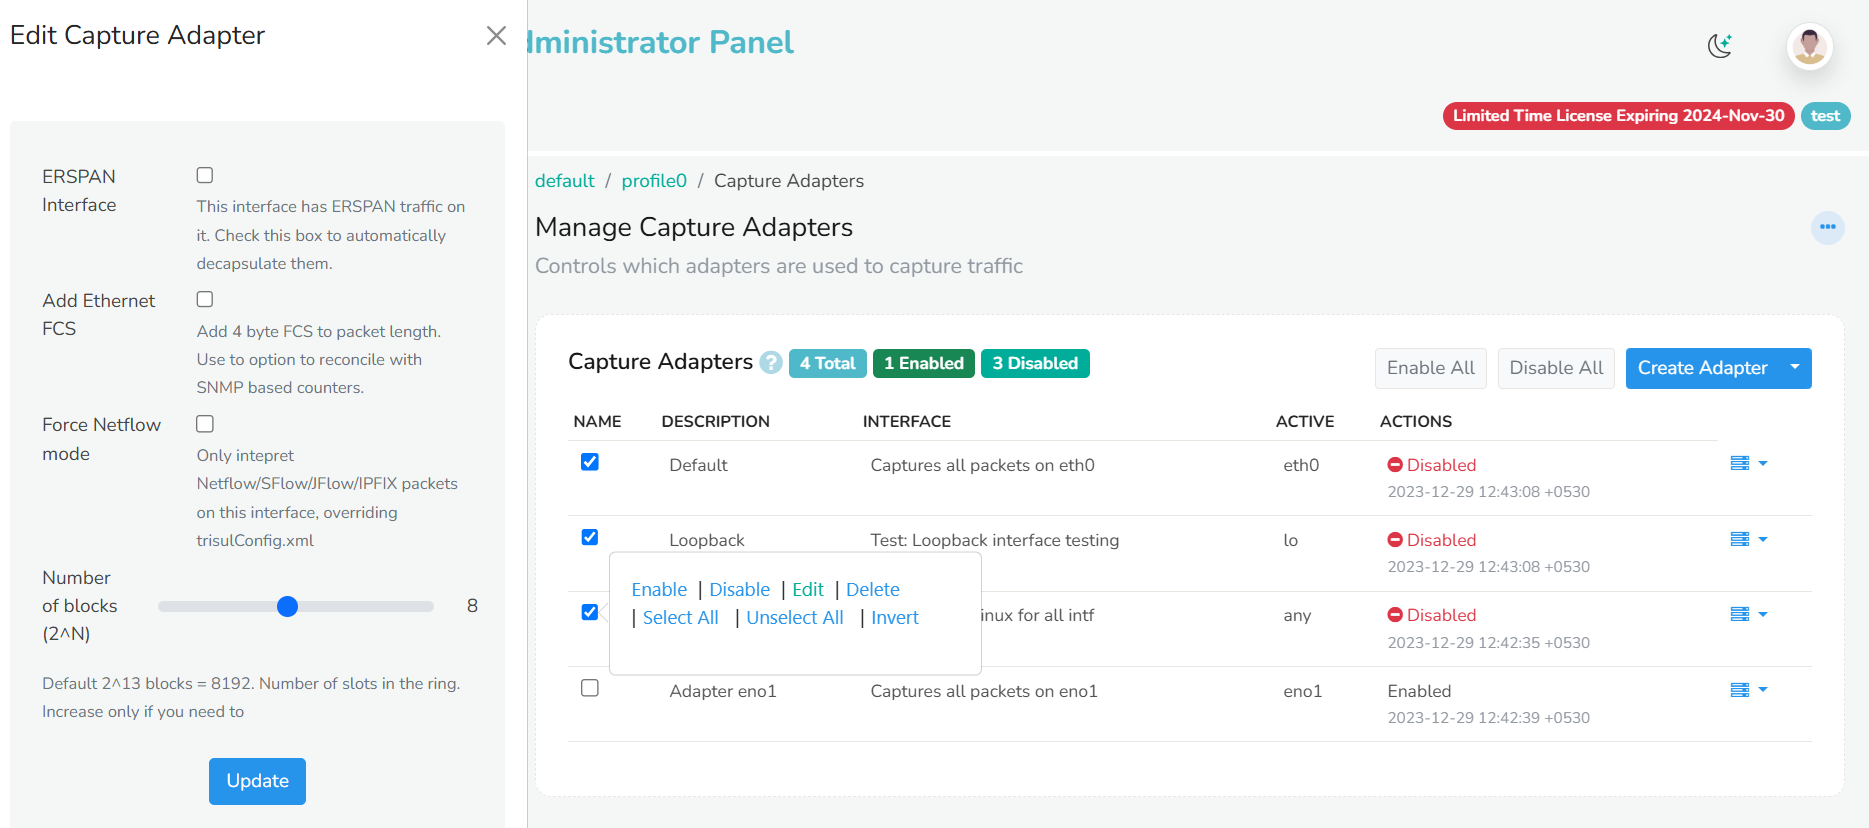 Edit Capture Adapter
ERSPAN
Interface
This interface has ERSPAN traffic on
it. Check this box to automatically
decapsulate them.
Add Ethernet
FCS
Add 4 byte FCS to packet length.
Use to option to reconcile with
SNMP based counters.
Force Netflow
mode
Only intepret
Netflow/SFlow/JFlow/IPFIX packets
on this interface, overriding
trisulConfig.xml
Number
of blocks
(2^N)
8
Default 2^13 blocks = 8192. Number of slots in the ring.
Increase only if you need to
Update
dministrator Panel
Limited Time License Expiring 2024-Nov-30 test
default / profile0 / Capture Adapters
Manage Capture Adapters
Controls which adapters are used to capture traffic
Capture Adapters ? 4 Total 1 Enabled 3 Disabled Enable All Disable All Create Adapter
NAME DESCRIPTION INTERFACE ACTIVE ACTIONS
Default Captures all packets on eth0 eth0 Disabled
2023-12-29 12:43:08 +0530
Loopback Test: Loopback interface testing lo Disabled
2023-12-29 12:43:08 +0530
Enable | Disable | Edit | Delete
| Select All | Unselect All | Invert
inux for all intf any Disabled
2023-12-29 12:42:35 +0530
Adapter eno1 Captures all packets on eno1 eno1 Enabled
2023-12-29 12:42:39 +0530